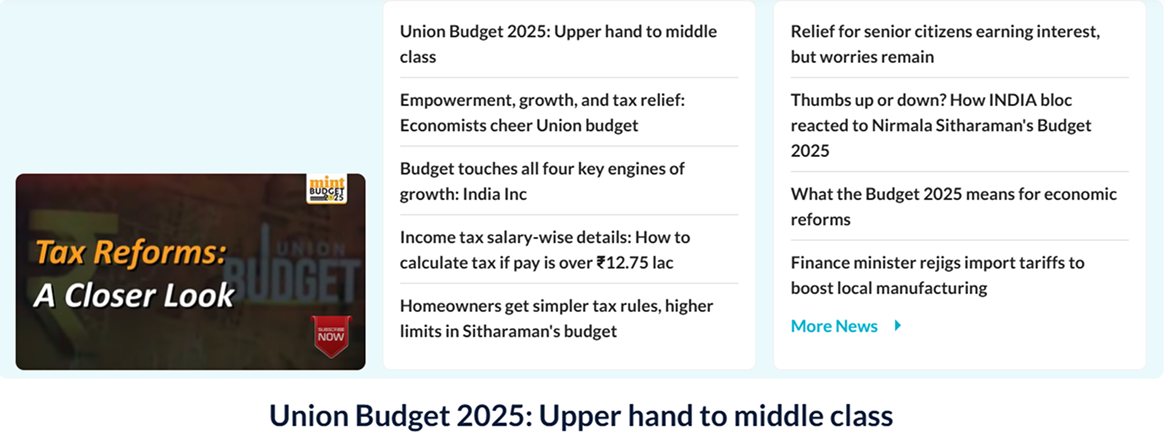 mint
BUDGET
2025
UNION
BUDGET
Tax Reforms:
A Closer Look
SUBSCRIBE
NOW
Union Budget 2025: Upper hand to middle
class
Empowerment, growth, and tax relief:
Economists cheer Union budget
Budget touches all four key engines of
growth: India Inc
Income tax salary-wise details: How to
calculate tax if pay is over ₹12.75 lac
Homeowners get simpler tax rules, higher
limits in Sitharaman's budget
Relief for senior citizens earning interest,
but worries remain
Thumbs up or down? How INDIA bloc
reacted to Nirmala Sitharaman's Budget
2025
What the Budget 2025 means for economic
reforms
Finance minister rejigs import tariffs to
boost local manufacturing
More News
Union Budget 2025: Upper hand to middle class